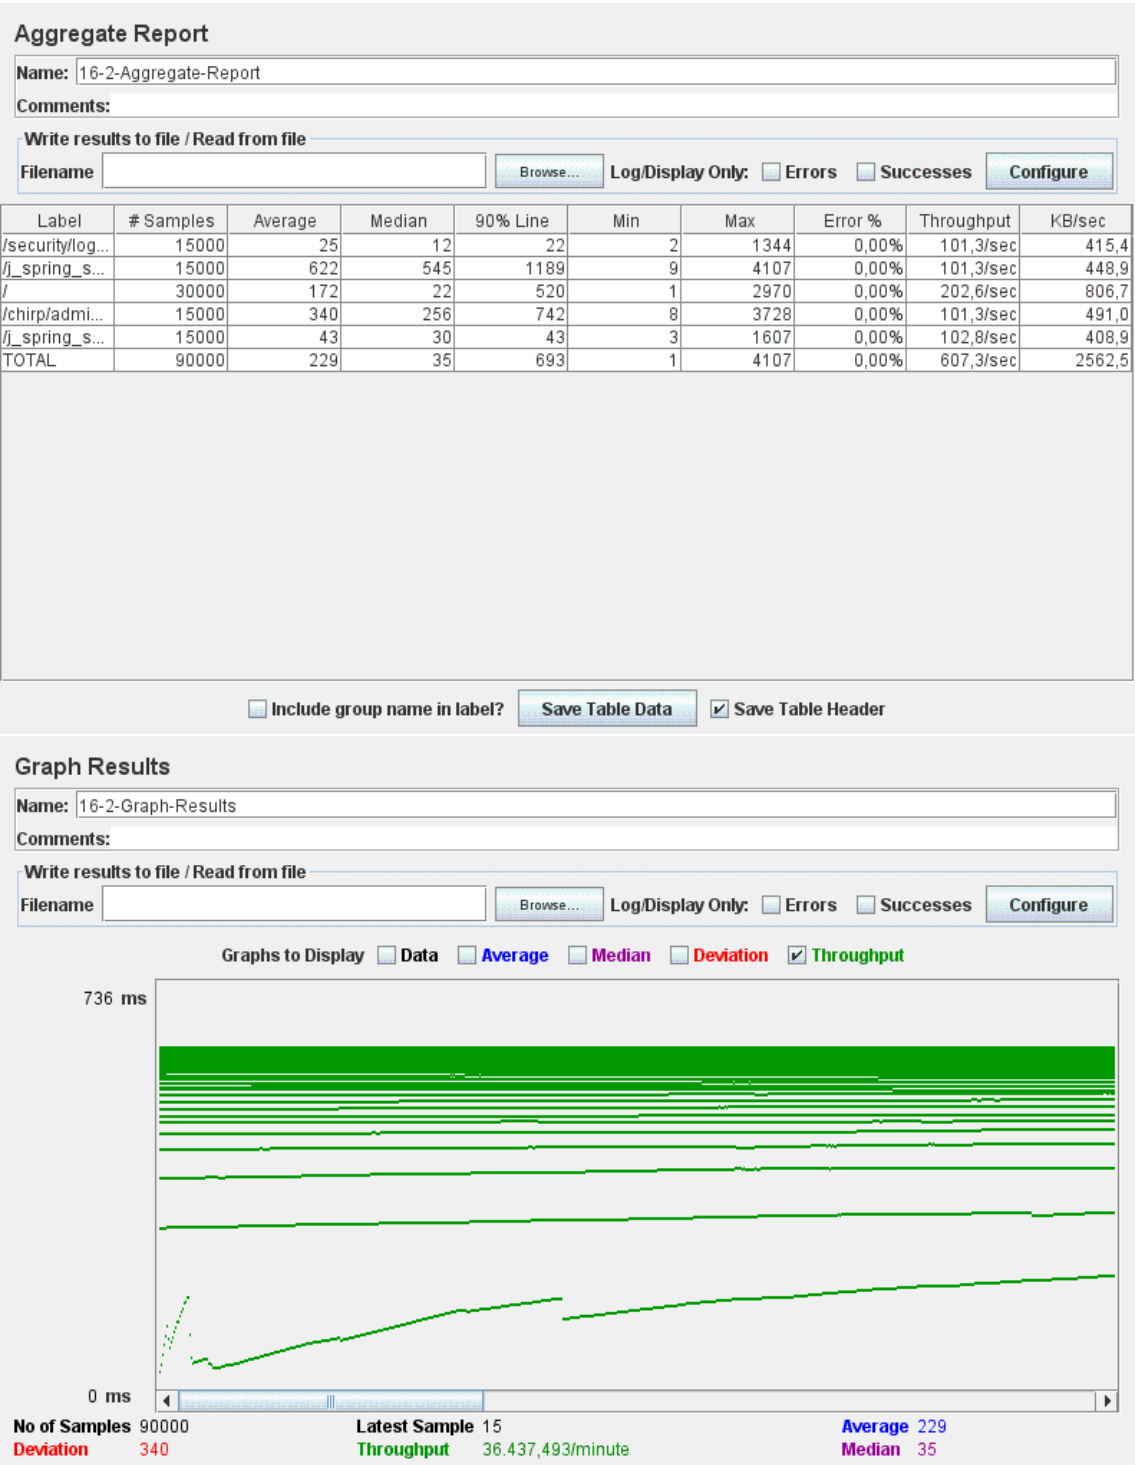 Aggregate Report
Name: 16-2-Aggregate-Report
Comments:
Write results to file / Read from file
Filename Browse... Log/Display Only: Errors Successes Configure
Label # Samples Average Median 90% Line Min Max Error % Throughput KB/sec
/security/log... 15000 25 12 22 2 1344 0,00% 101,3/sec 415,4
/j_spring_s... 15000 622 545 1189 9 4107 0,00% 101,3/sec 448,9
/ 30000 172 22 520 1 2970 0,00% 202,6/sec 806,7
/chirp/admi... 15000 340 256 742 8 3728 0,00% 101,3/sec 491,0
/j_spring_s... 15000 43 30 43 3 1607 0,00% 102,8/sec 408,9
TOTAL 90000 229 35 693 1 4107 0,00% 607,3/sec 2562,5
Include group name in label? Save Table Data Save Table Header
Graph Results
Name: 16-2-Graph-Results
Comments:
Write results to file / Read from file
Filename Browse... Log/Display Only: Errors Successes Configure
Graphs to Display Data Average Median Deviation Throughput
736 ms
0 ms
No of Samples 90000 Latest Sample 15 Average 229
Deviation 340 Throughput 36.437,493/minute Median 35